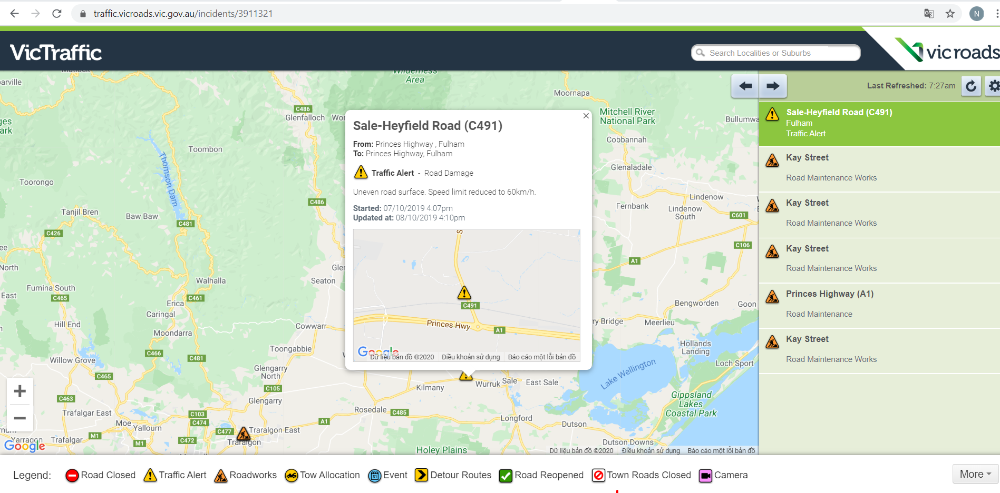 traffic.vicroads.vic.gov.au/incidents/3911321
N
VicTraffic
Search Localities or Suburbs
vic roads
Last Refreshed: 7:27am
Sale-Heyfield Road (C491)
Fulham
Traffic Alert
Kay Street
Road Maintenance Works
Kay Street
Road Maintenance Works
Kay Street
Road Maintenance Works
Princes Highway (A1)
Road Maintenance
Kay Street
Road Maintenance Works
Sale-Heyfield Road (C491)
From: Princes Highway , Fulham
To: Princes Highway, Fulham
Traffic Alert - Road Damage
Uneven road surface. Speed limit reduced to 60km/h.
Started: 07/10/2019 4:07pm
Updated at: 08/10/2019 4:10pm
S
C491
Princes Hwy
A1
Google
Dữ liệu bản đồ ©2020 Điều khoản sử dụng Báo cáo một lỗi bản đồ
Matlock
arville
Wilderness
Area
Moornapa
C486
Glenfalloch
Mitchell River
National Park
Bullumwa
ges
ark
Cobbannah
Toombon
Thomson Dam
Glenaladale
Toorongo
C486
Lindenow
Fernbank
Lindenow
South
C601
Tanjil Bren
Baw Baw
C481
C426
C106
ee
A1
North
Gler
Walhalla
Seaton
Fumina South
East
C465
C461
Erica
Bengworden
Goon
Caringal
ry Bridge
Meerlieu
Hill End
Cowwarr
Moondarra
Hollands
Landing
Toongabbie
C466
C481
Willow Grove
Loch Sport
Glengarry
North
Lake Wellington
C465
Wurruk
Sale
East Sale
C105
Kilmany
Gippsland
Lakes
Coastal Park
C463
Glengarry
Rosedale
C485
Trafalgar East
C103
Longford
C474
A1
Moe
Dutson
Yallourn
C477
Traralgon East
M1
Yarragon
Trafalgar
C472
M1
Traralgon
Dutson Downs
Holey Plains
Google
Dữ liệu bản đồ ©2020 Điều khoản sử dụng Báo cáo một lỗi bản đồ
Legend: Road Closed Traffic Alert Roadworks Tow Allocation 31 Event Detour Routes Road Reopened Town Roads Closed Camera
More